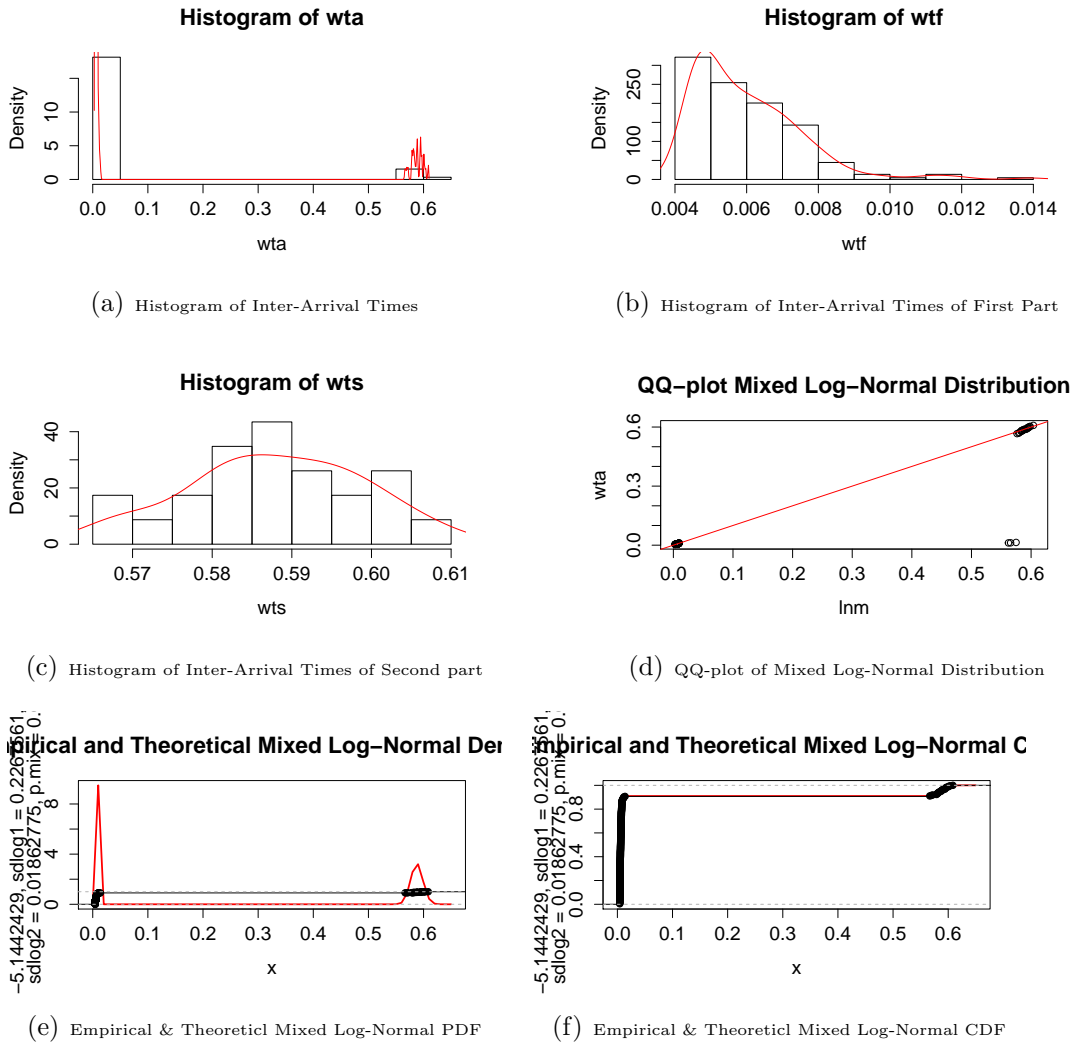 Histogram of wta
Density
0 5 10
0.0 0.1 0.2 0.3 0.4 0.5 0.6
wta
(a) Histogram of Inter-Arrival Times
Histogram of wtf
Density
0 100 250
0.004 0.006 0.008 0.010 0.012 0.014
wtf
(b) Histogram of Inter-Arrival Times of First Part
Histogram of wts
Density
0 20 40
0.57 0.58 0.59 0.60 0.61
wts
(c) Histogram of Inter-Arrival Times of Second part
QQ−plot Mixed Log−Normal Distribution
wta
0.0 0.3 0.6
0.0 0.1 0.2 0.3 0.4 0.5 0.6
lnm
(d) QQ-plot of Mixed Log-Normal Distribution
pirical and Theoretical Mixed Log−Normal Der
−5.1442429, sdlog1 = 0.2267561,
sdlog2 = 0.01862775, p.mix = 0.
0 4 8
0.0 0.1 0.2 0.3 0.4 0.5 0.6
x
(e) Empirical & Theoreticl Mixed Log-Normal PDF
mpirical and Theoretical Mixed Log−Normal C
−5.1442429, sdlog1 = 0.2267561,
sdlog2 = 0.01862775, p.mix = 0.
0.0 0.4 0.8
0.0 0.1 0.2 0.3 0.4 0.5 0.6
x
(f) Empirical & Theoreticl Mixed Log-Normal CDF